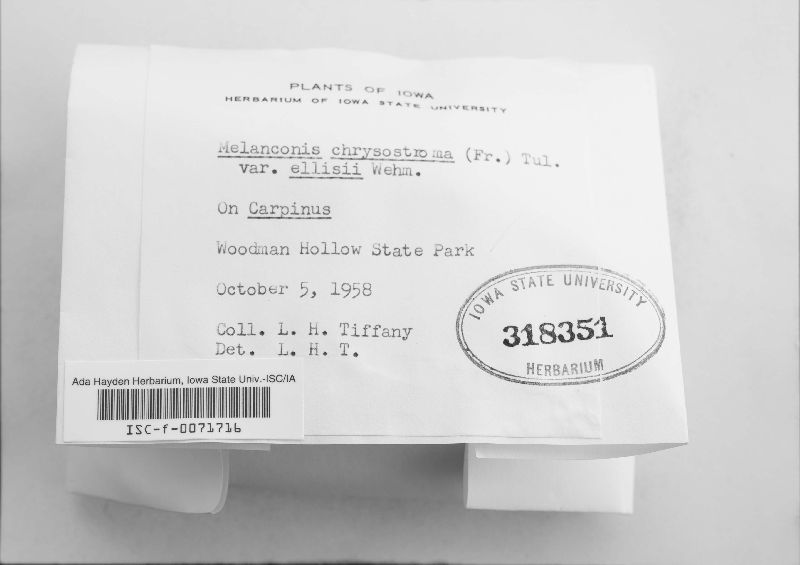 PLANTS OF IOWA
HERBARIUM OF IOWA STATE UNIVERSITY
Melanconis chrysostroma (Fr.) Tul.
var. ellisii Wehm.
On Carpinus
Woodman Hollow State Park
October 5, 1958
Coll. L. H. Tiffany
Det. L. H. T.
IOWA STATE UNIVERSITY
318351
HERBARIUM
Ada Hayden Herbarium, Iowa State Univ.-ISC/IA
ISC-f-0071716